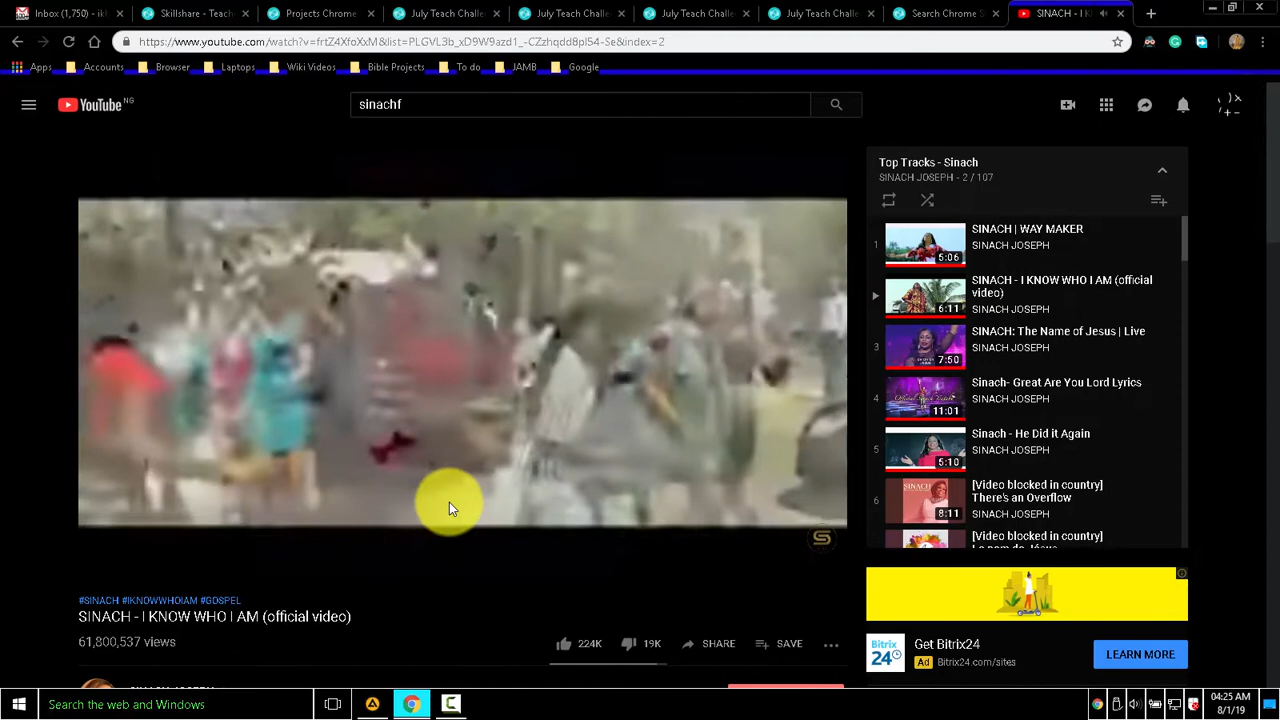 Inbox (1,750) - ik
Skillshare - Teac
Projects Chrome
July Teach Challe
July Teach Challe
July Teach Challe
July Teach Challe
Search Chrome S
SINACH - I K
https://www.youtube.com/watch?v=frtZ4XfoXxM&list=PLGVL3b_xD9W9azd1_-CZzhqdd8pl54-Se&index=2
Apps
Accounts
Browser
Laptops
Wiki Videos
Bible Projects
To do
JAMB
Google
YouTube NG
sinachf
Top Tracks - Sinach
SINACH JOSEPH - 2 / 107
1
5:06
SINACH | WAY MAKER
SINACH JOSEPH
6:11
SINACH - I KNOW WHO I AM (official
video)
SINACH JOSEPH
3
7:50
SINACH: The Name of Jesus | Live
SINACH JOSEPH
4
11:01
Sinach- Great Are You Lord Lyrics
SINACH JOSEPH
5
5:10
Sinach - He Did it Again
SINACH JOSEPH
6
8:11
[Video blocked in country]
There's an Overflow
SINACH JOSEPH
[Video blocked in country]
#SINACH #IKNOWWHOIAM #GOSPEL
SINACH - I KNOW WHO I AM (official video)
61,800,537 views
224K
19K
SHARE
SAVE
Bitrix
24
Get Bitrix24
Ad Bitrix24.com/sites
LEARN MORE
Search the web and Windows
04:25 AM
8/1/19